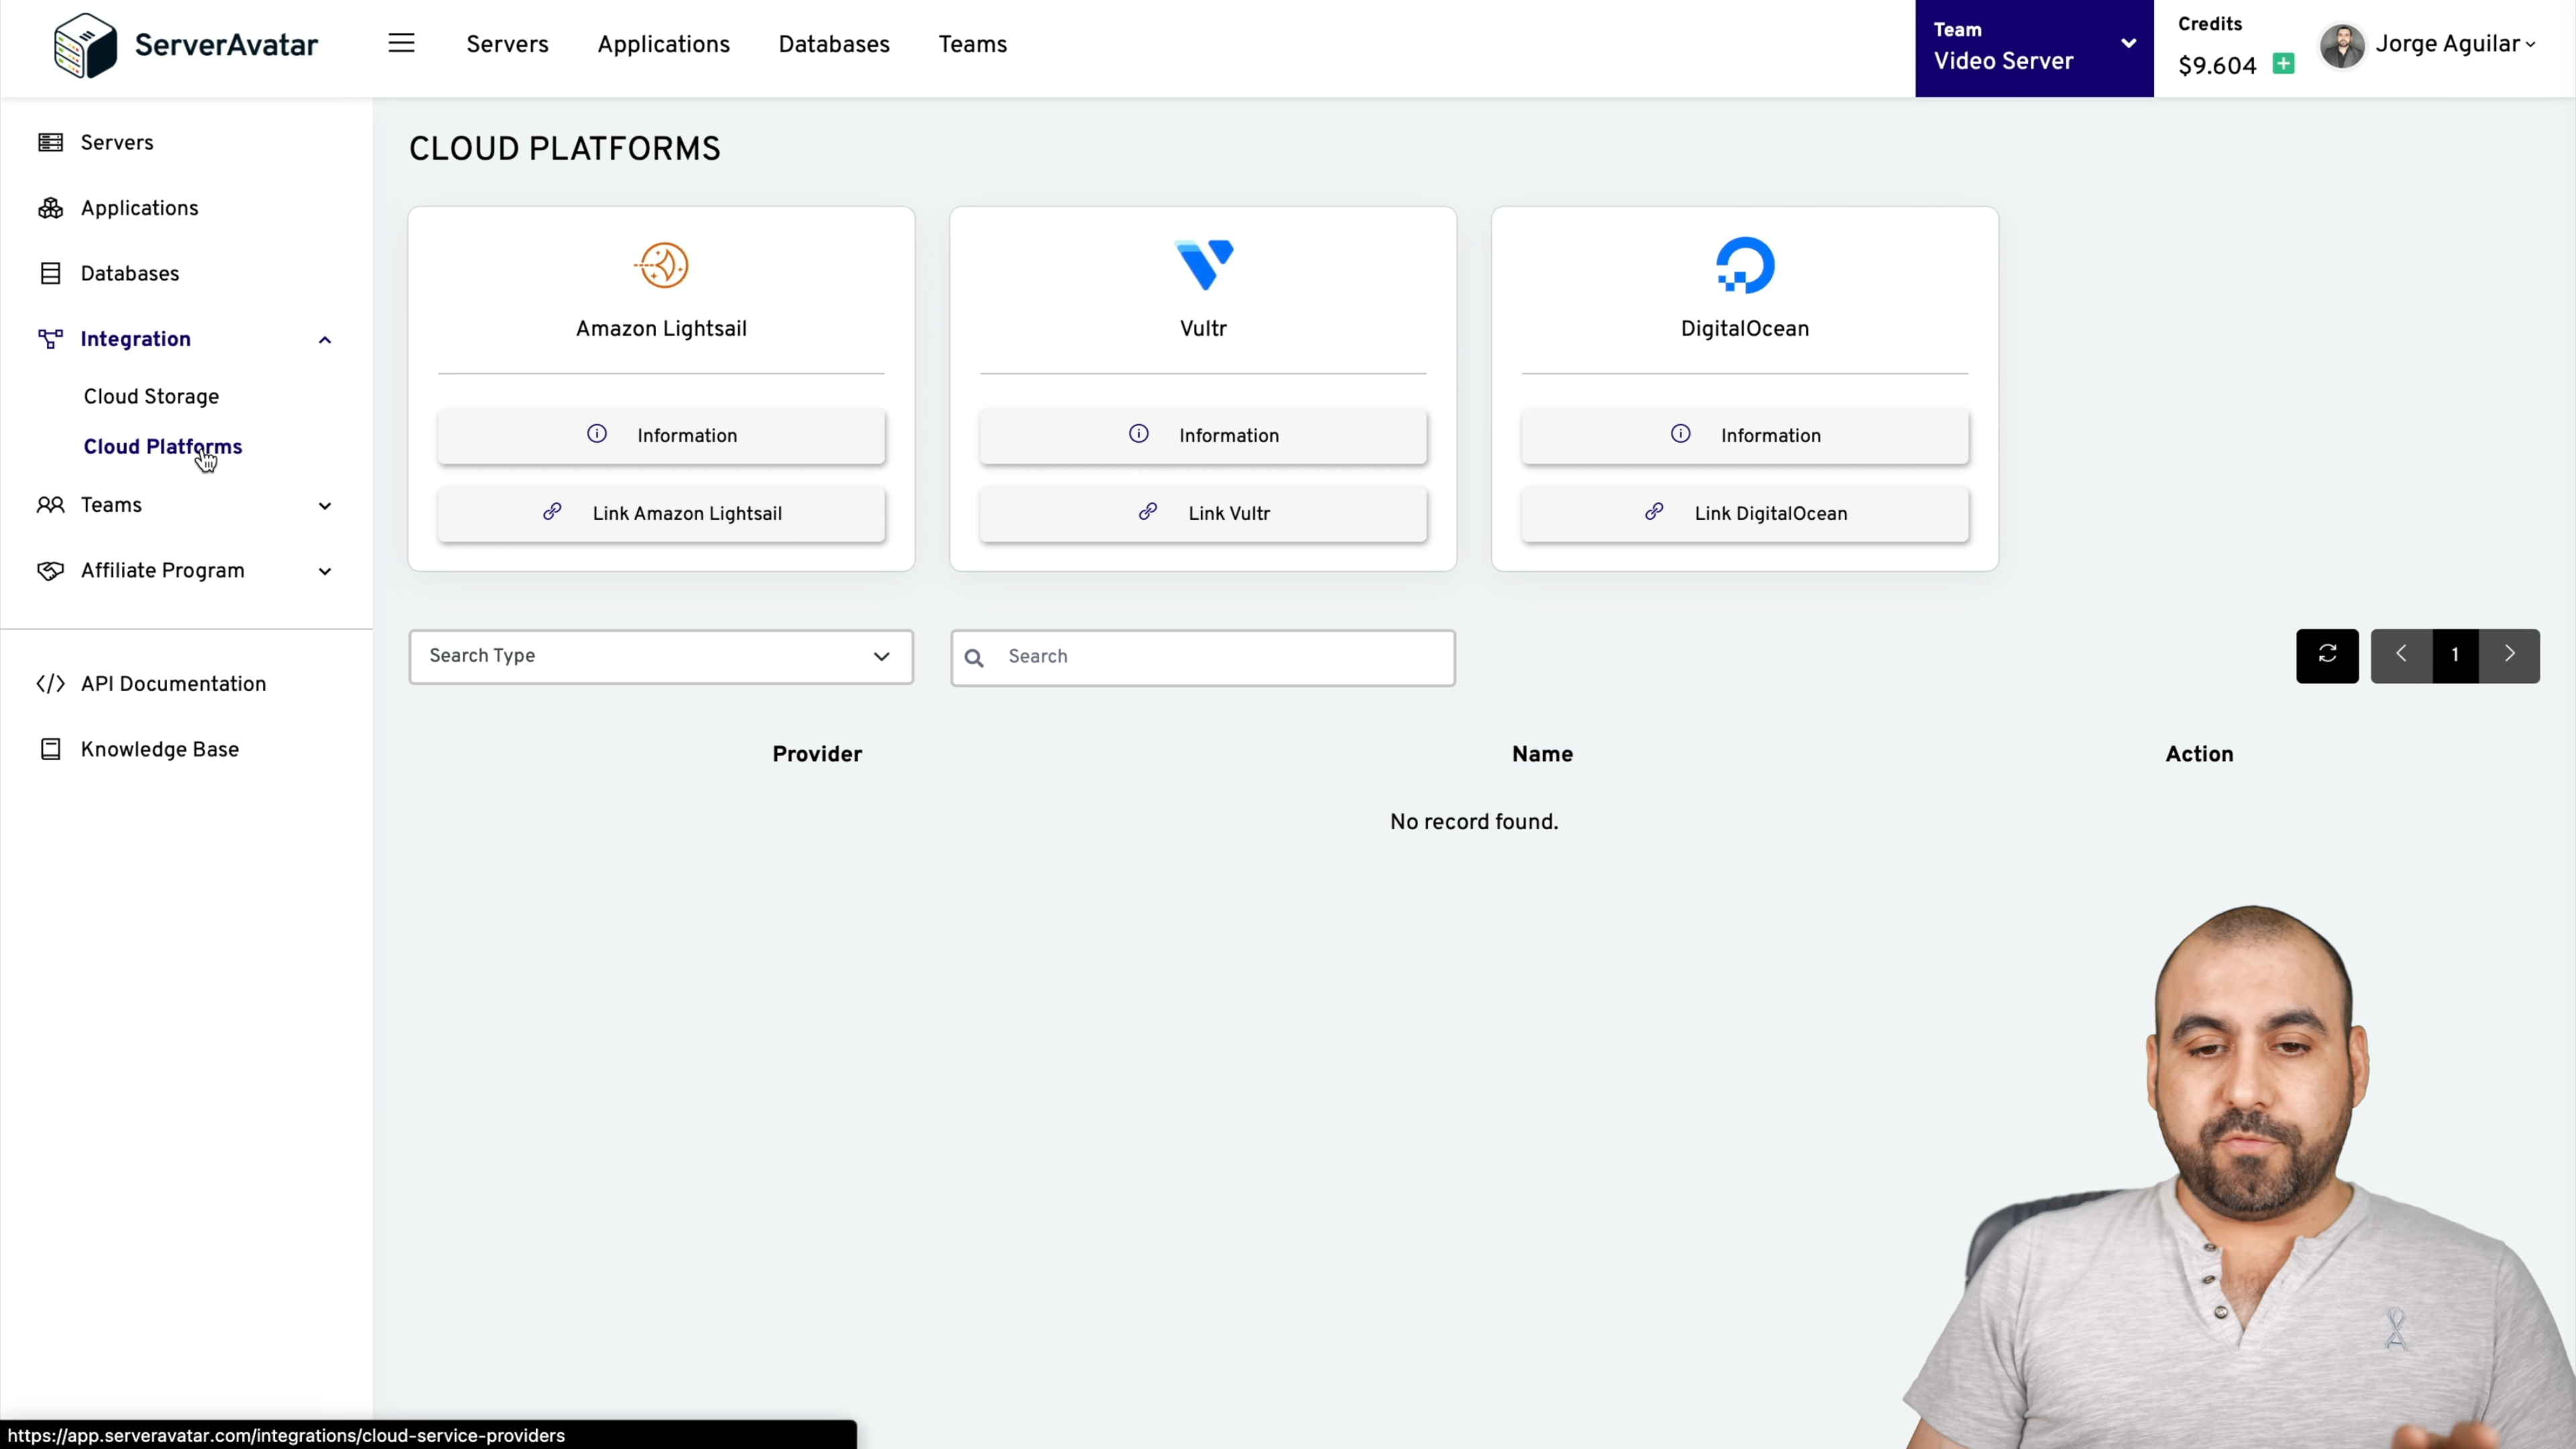 ServerAvatar
Servers
Applications
Databases
Teams
Team
Video Server
Credits
$9.604
Jorge Aguilar
Servers
Applications
Databases
Integration
Cloud Storage
Cloud Platforms
Teams
Affiliate Program
API Documentation
Knowledge Base
CLOUD PLATFORMS
Amazon Lightsail
Information
Link Amazon Lightsail
Vultr
Information
Link Vultr
DigitalOcean
Information
Link DigitalOcean
Search Type
Search
1
Provider
Name
Action
No record found.
https://app.serveravatar.com/integrations/cloud-service-providers